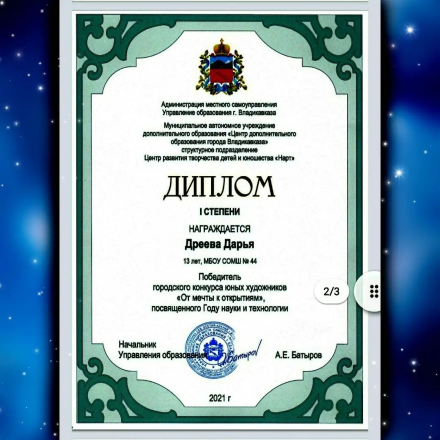 Администрация местного самоуправления
Управление образования г. Владикавказа
Муниципальное автономное учреждение
дополнительного образования «Центр дополнительного
образования города Владикавказа»
структурное подразделение
Центр развития творчества детей и юношества «Нарт»
ДИПЛОМ
I СТЕПЕНИ
НАГРАЖДАЕТСЯ
Дреева Дарья
13 лет, МБОУ СОМШ № 44
Победитель
городского конкурса юных художников
«От мечты к открытиям»,
посвященного Году науки и технологии
2/3
Начальник
Управления образования
А.Е. Батыров
2021 г